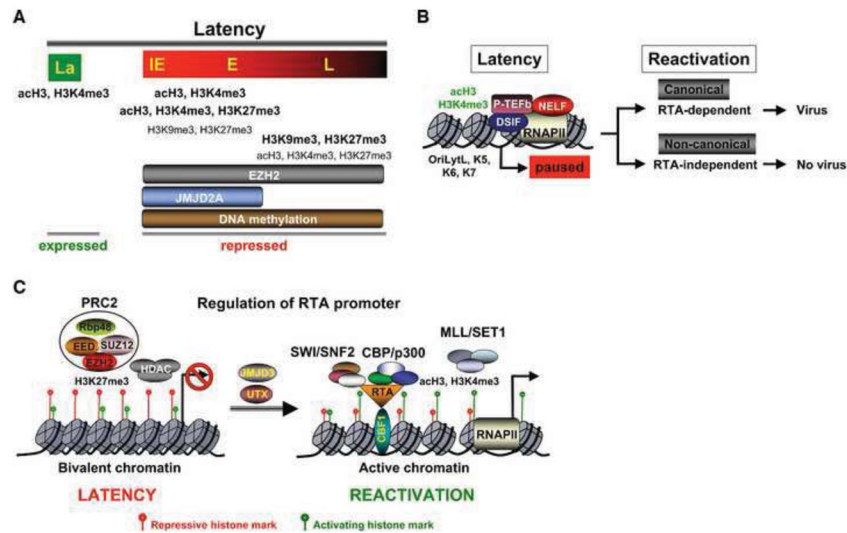 A
Latency
La
IE E L
acH3, H3K4me3
acH3, H3K4me3
acH3, H3K4me3, H3K27me3
H3K9me3, H3K27me3
H3K9me3, H3K27me3
acH3, H3K4me3, H3K27me3
EZH2
JMJD2A
DNA methylation
expressed
repressed
B
Latency
Reactivation
acH3
H3K4me3
P-TEFb
NELF
DSIF
RNAPII
OriLytL, K5,
K6, K7
paused
Canonical
RTA-dependent
Virus
Non-canonical
RTA-independent
No virus
C
PRC2
Regulation of RTA promoter
Rbp48
EED
SUZ12
EZH2
HDAC
H3K27me3
JMJD3
UTX
SWI/SNF2
CBP/p300
MLL/SET1
acH3, H3K4me3
RTA
CBF1
RNAPII
Bivalent chromatin
Active chromatin
LATENCY
REACTIVATION
Repressive histone mark
Activating histone mark